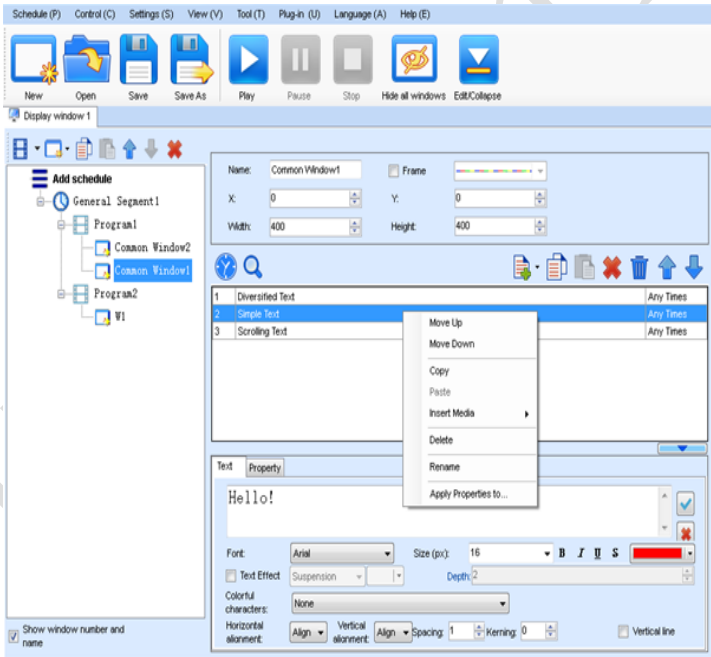 Schedule (P) Control (C) Settings (S) View (V) Tool (T) Plug-in (U) Language (A) Help (E)
New Open Save Save As Play Pause Stop Hide all windows Edit/Collapse
Display window 1
Add schedule
General Segment1
Program1
Common Window2
Common Window1
Program2
W1
Show window number and
name
Name: Common Window1 Frame
X: 0 Y: 0
Width: 400 Height: 400
1 Diversified Text Any Times
2 Simple Text Any Times
3 Scrolling Text Any Times
Move Up
Move Down
Copy
Paste
Insert Media
Delete
Rename
Apply Properties to...
Text Property
Hello!
Font: Arial Size (px): 16 B I U S
Text Effect Suspension Depth: 2
Colorful
characters: None
Horizontal
alignment: Align Vertical
alignment: Align Spacing: 1 Kerning: 0 Vertical line